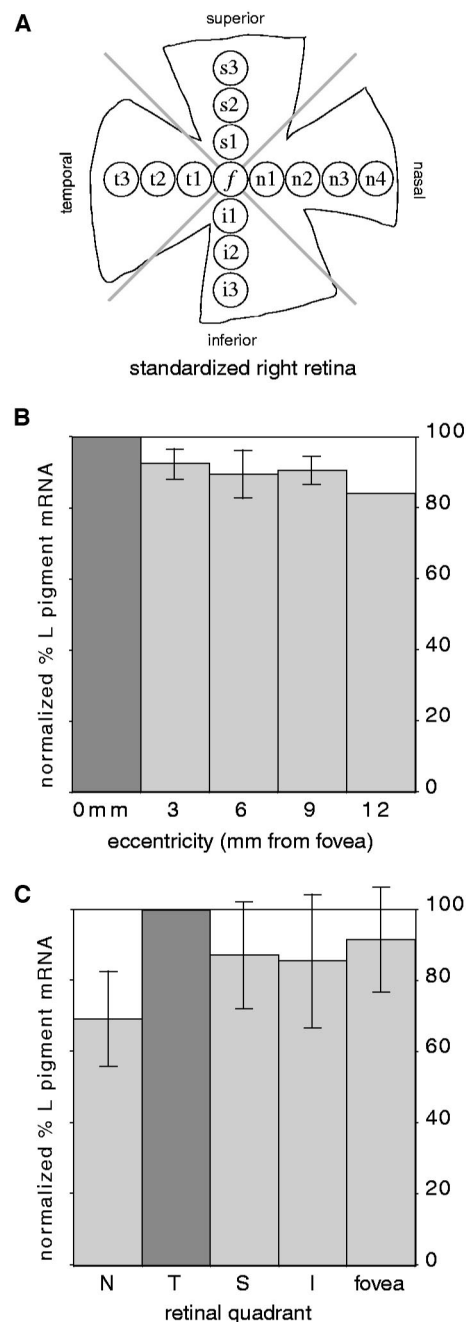 A
superior
s3
s2
s1
temporal
t3 t2 t1 f n1 n2 n3 n4
nasal
i1
i2
i3
inferior
standardized right retina
B
normalized % L pigment mRNA
100
80
60
40
20
0
0mm 3 6 9 12
eccentricity (mm from fovea)
C
normalized % L pigment mRNA
100
80
60
40
20
0
N T S I fovea
retinal quadrant